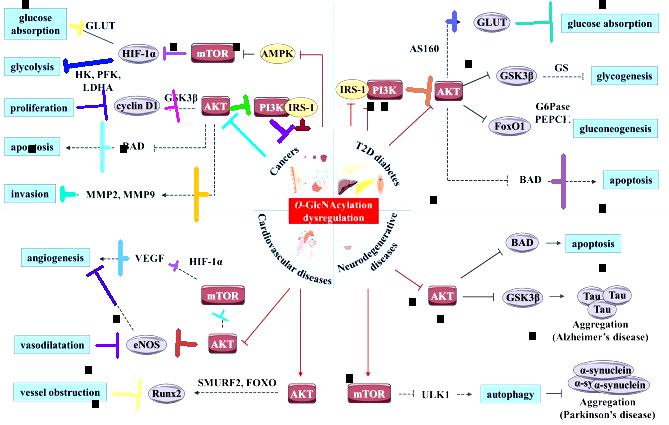 glucose
absorption
GLUT
HIF-1α
mTOR
AMPK
glycolysis
HK, PFK,
LDHA
proliferation
cyclin D1
GSK3β
AKT
PI3K
IRS-1
BAD
invasion
MMP2, MMP9
Cancers
IRS-1
PI3K
AKT
AS160
GLUT
glucose absorption
GSK3β
GS
glycogenesis
FoxO1
G6Pase
gluconeogenesis
BAD
apoptosis
T2D diabetes
O-GlcNAcylation
dysregulation
Cardiovascular diseases
Neurodegenerative
diseases
angiogenesis
VEGF
HIF-1α
mTOR
vasodilatation
eNOS
AKT
vessel obstruction
Runx2
SMURF2, FOXO
AKT
BAD
apoptosis
AKT
GSK3β
Tau
Tau
Tau
Aggregation
(Alzheimer's disease)
mTOR
ULK1
autophagy
α-synuclein
α-synuclein
Aggregation
(Parkinson's disease)